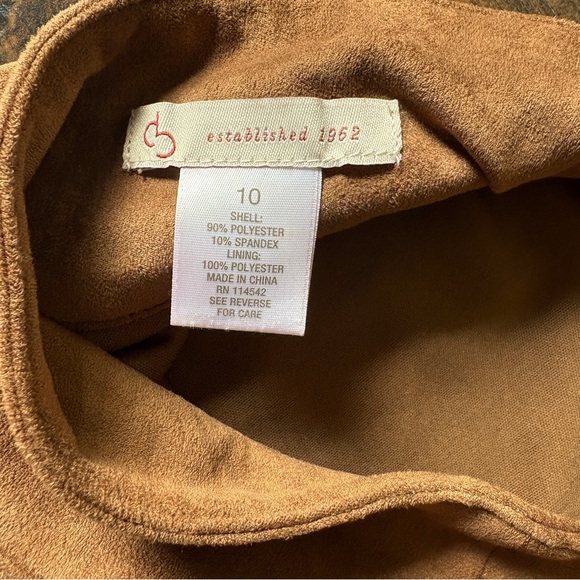 established 1962
10
SHELL:
90% POLYESTER
10% SPANDEX
LINING:
100% POLYESTER
MADE IN CHINA
RN 114542
SEE REVERSE
FOR CARE